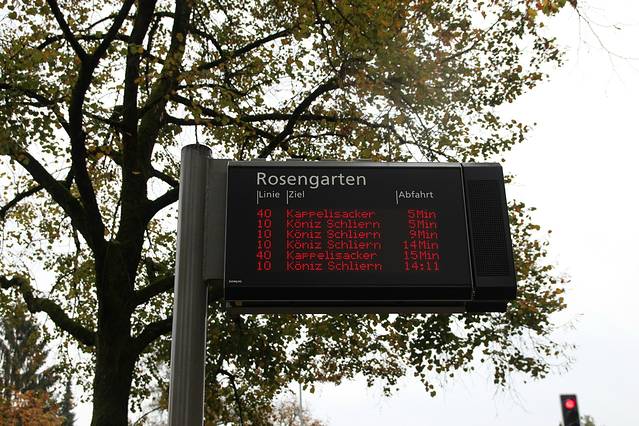 Rosengarten
Linie Ziel Abfahrt
40 Kappelisacker 5Min
10 Köniz Schliern 5Min
10 Köniz Schliern 9Min
10 Köniz Schliern 14Min
40 Kappelisacker 15Min
10 Köniz Schliern 14:11